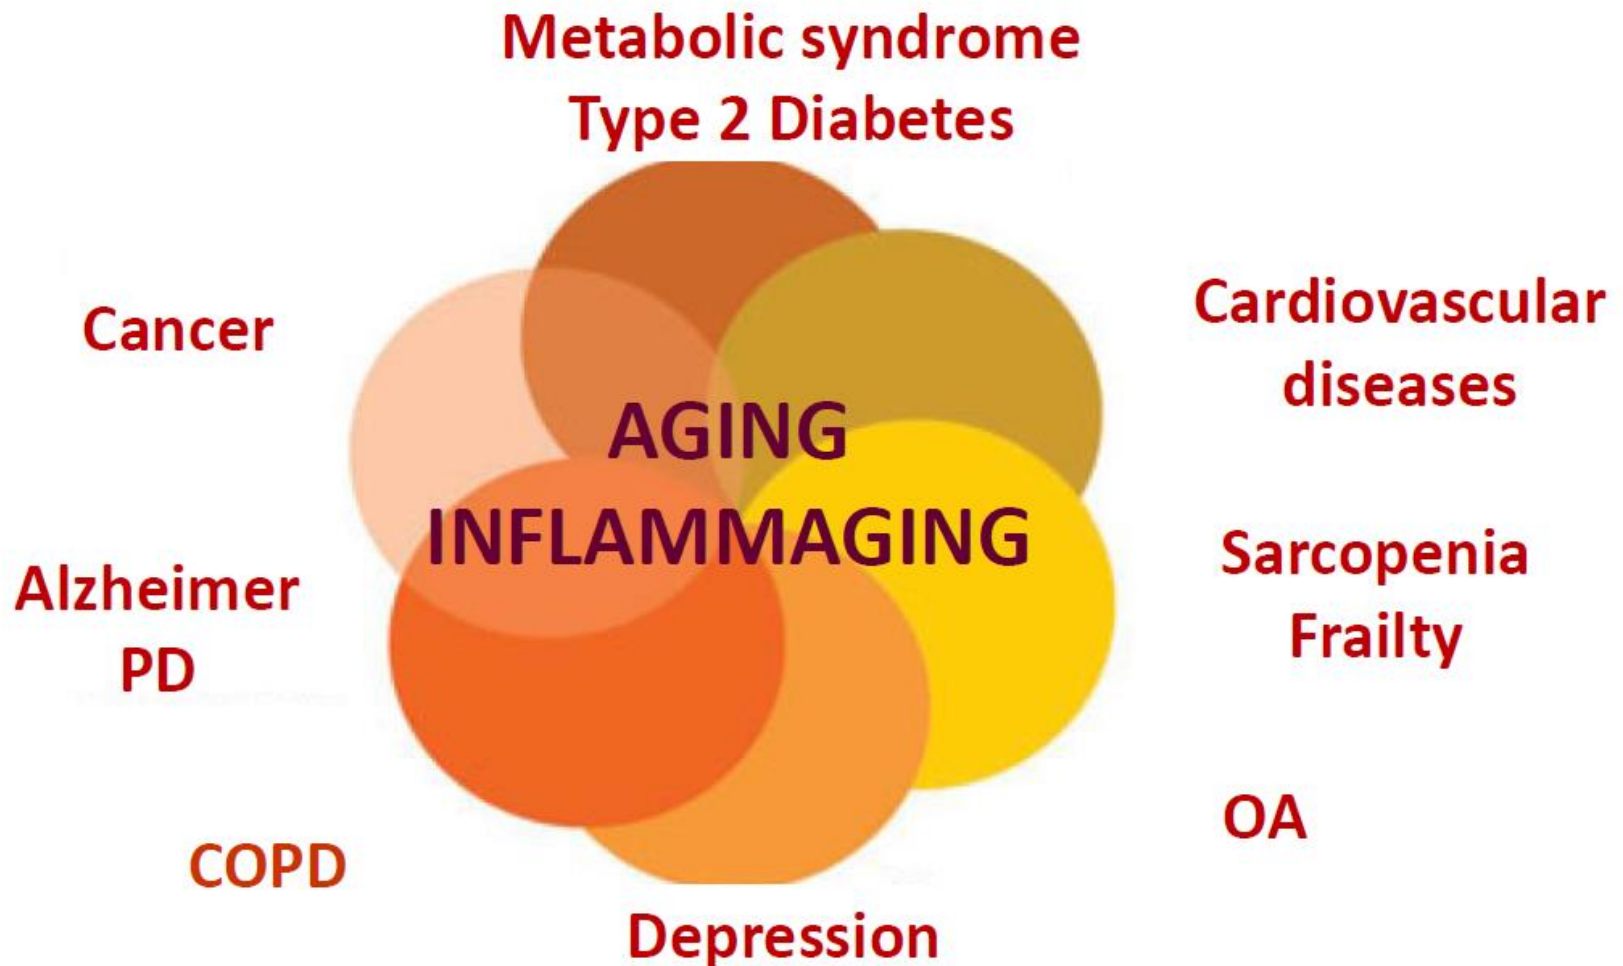 Metabolic syndrome
Type 2 Diabetes
Cancer
Cardiovascular
diseases
AGING
INFLAMMAGING
Alzheimer
PD
Sarcopenia
Frailty
COPD
OA
Depression